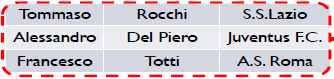 Tommaso Rocchi S.S.Lazio
Alessandro Del Piero Juventus F.C.
Francesco Totti A.S. Roma